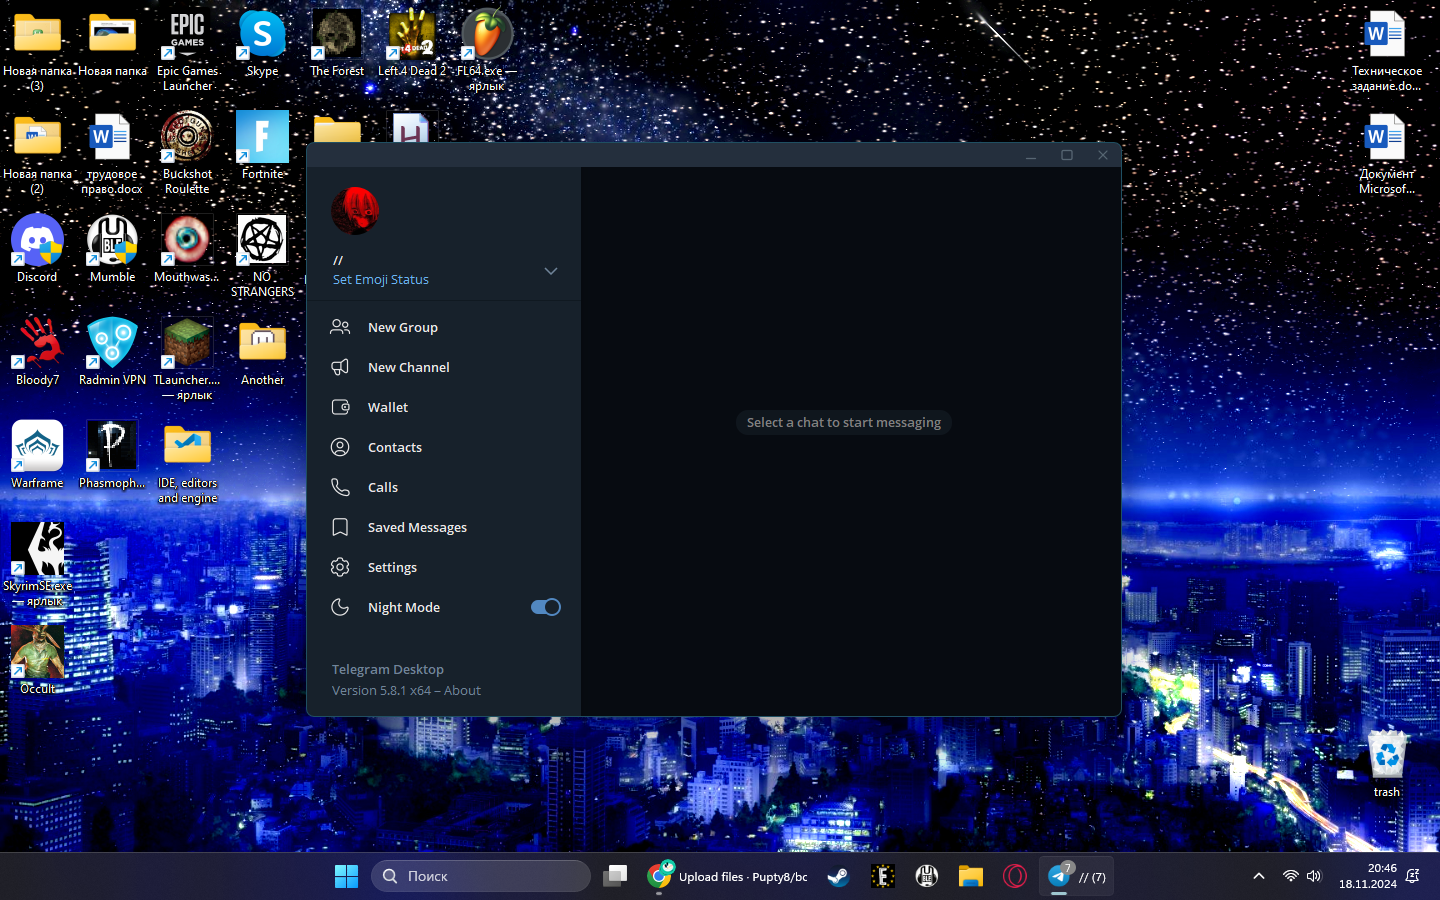 Новая папка
(3)
Новая папка
EPIC
GAMES
Epic Games
Launcher
Skype
The Forest
Left 4 Dead 2
FL64.exe —
ярлык
Техническое
задание.do...
Новая папка
(2)
трудовое
право.docx
Buckshot
Roulette
Fortnite
Документ
Microsof...
Discord
Mumble
Mouthwas...
NO
STRANGERS
Bloody7
Radmin VPN
TLauncher....
— ярлык
Another
Warframe
Phasmoph...
IDE, editors
and engine
SkyrimSE.exe
— ярлык
Occult
trash
//
Set Emoji Status
New Group
New Channel
Wallet
Contacts
Calls
Saved Messages
Settings
Night Mode
Telegram Desktop
Version 5.8.1 x64 – About
Select a chat to start messaging
Поиск
Upload files · Pupty8/bc
7
// (7)
20:46
18.11.2024